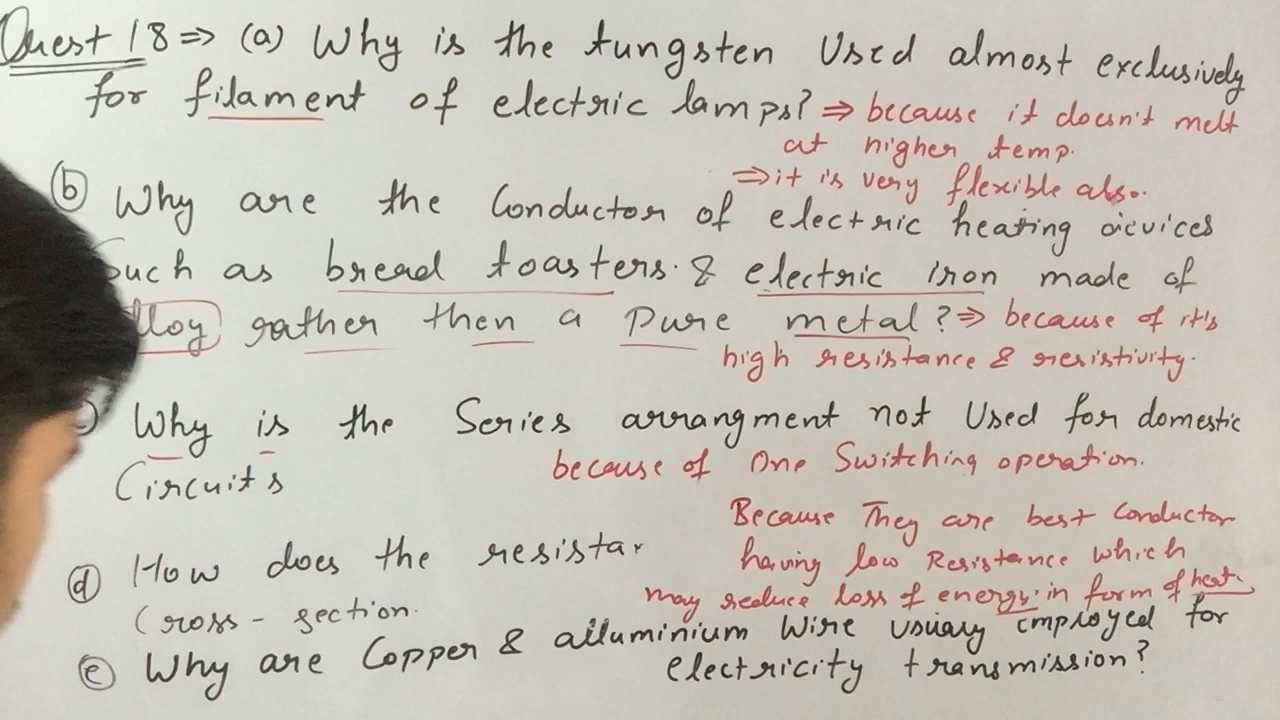 Quest 18 ⇒ (a) Why is the tungsten Used almost exclusively
for filament of electric lamps? ⇒ because it doesn't melt
at higher temp.
⇒ it is very flexible also.
(b) Why are the Conductor of electric heating devices
Such as bread toasters & electric iron made of
lloy rather then a Pure metal? ⇒ because of it's
high resistance & resistivity.
Why is the Series arrangment not Used for domestic
Circuits
because of One Switching operation.
Because They are best Conductor
(d) How does the resista
having low Resistance which
may reduce loss of energy in form of heat.
Cross-section.
(e) Why are Copper & alluminium Wire usualy employed for
electricity transmission?